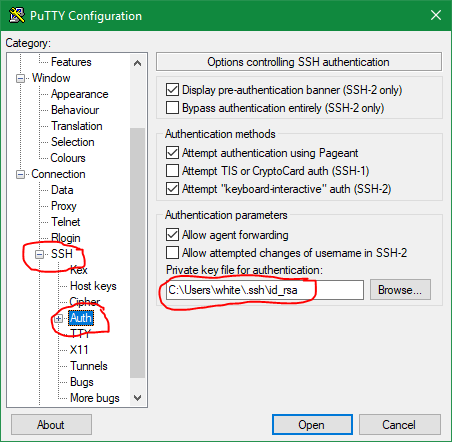 PuTTY Configuration
Category:
Features
Window
Appearance
Behaviour
Translation
Selection
Colours
Connection
Data
Proxy
Telnet
Rlogin
SSH
Kex
Host keys
Cipher
Auth
TTY
X11
Tunnels
Bugs
More bugs
Options controlling SSH authentication
Display pre-authentication banner (SSH-2 only)
Bypass authentication entirely (SSH-2 only)
Authentication methods
Attempt authentication using Pageant
Attempt TIS or CryptoCard auth (SSH-1)
Attempt "keyboard-interactive" auth (SSH-2)
Authentication parameters
Allow agent forwarding
Allow attempted changes of username in SSH-2
Private key file for authentication:
C:\Users\white\.ssh\id_rsa
Browse...
About
Open
Cancel